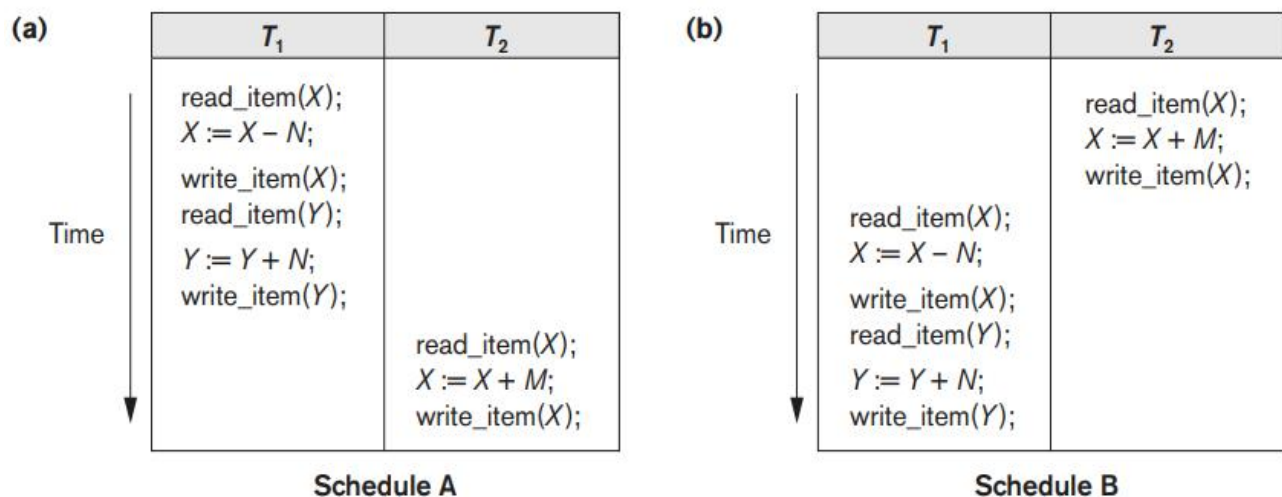 (a)
T1 T2
read_item(X);
X := X – N;
write_item(X);
read_item(Y);
Time
Y := Y + N;
write_item(Y);
read_item(X);
X := X + M;
write_item(X);
Schedule A
(b)
T1 T2
read_item(X);
X := X + M;
write_item(X);
read_item(X);
Time
X := X – N;
write_item(X);
read_item(Y);
Y := Y + N;
write_item(Y);
Schedule B